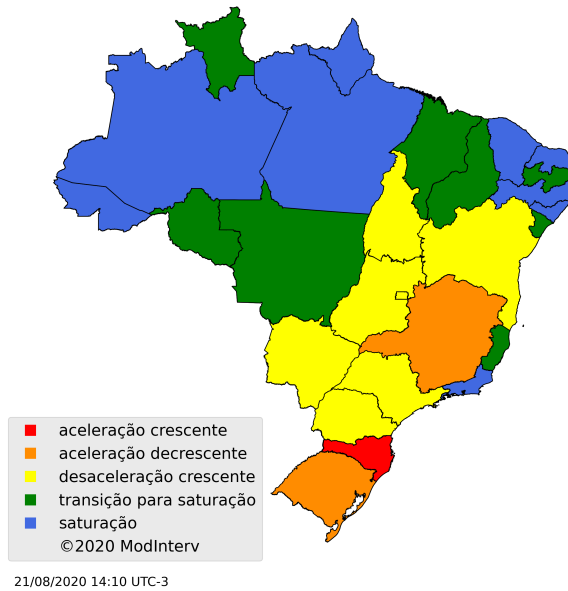 aceleração crescente
aceleração decrescente
desaceleração crescente
transição para saturação
saturação
©2020 ModInterv
21/08/2020 14:10 UTC-3